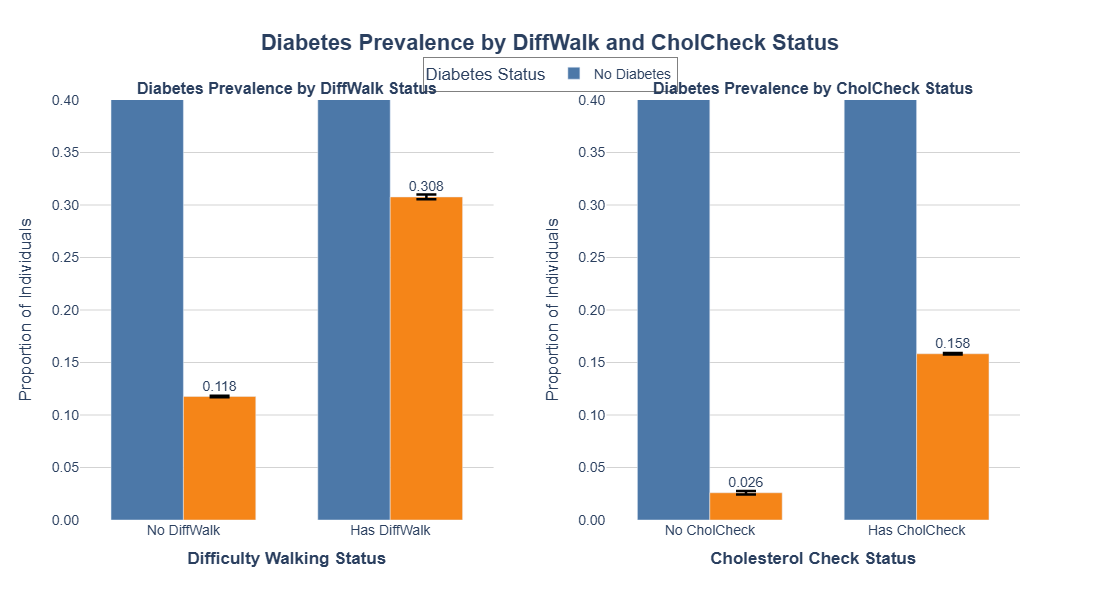 Diabetes Prevalence by DiffWalk and CholCheck Status
Diabetes Status No Diabetes
Diabetes Prevalence by DiffWalk Status
0.40
0.35
0.30
0.25
0.20
0.15
0.10
0.05
0.00
Proportion of Individuals
0.118
0.308
No DiffWalk
Has DiffWalk
Difficulty Walking Status
Diabetes Prevalence by CholCheck Status
0.40
0.35
0.30
0.25
0.20
0.15
0.10
0.05
0.00
Proportion of Individuals
0.026
0.158
No CholCheck
Has CholCheck
Cholesterol Check Status